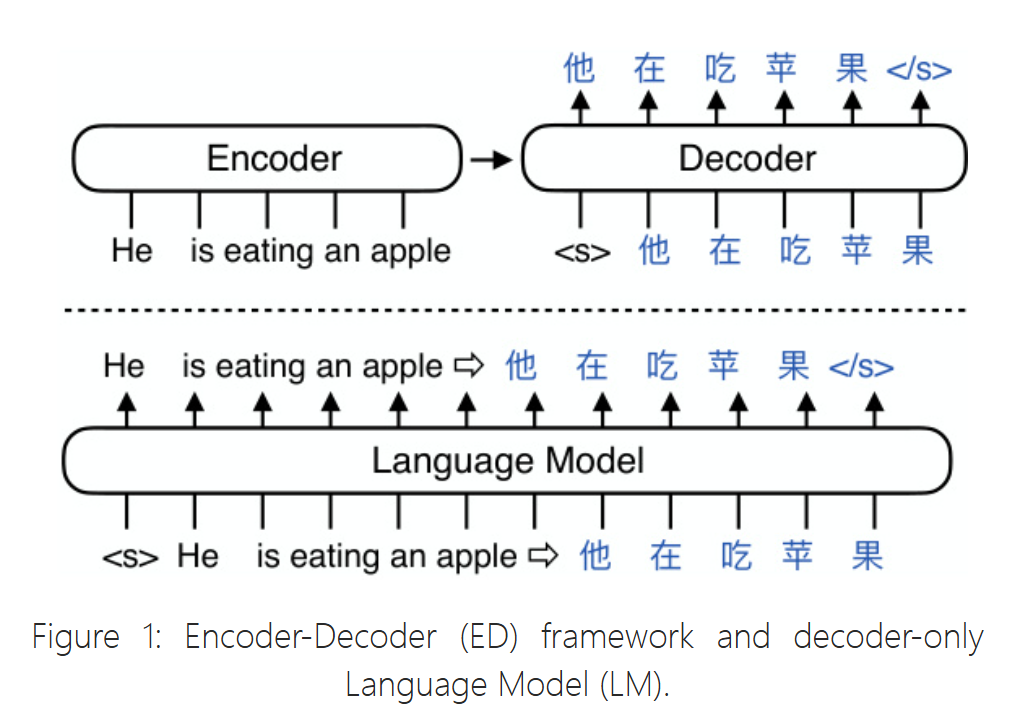 他 在 吃 苹 果 </s>
Encoder Decoder
He is eating an apple <s> 他 在 吃 苹 果
He is eating an apple ⇨ 他 在 吃 苹 果 </s>
Language Model
<s> He is eating an apple ⇨ 他 在 吃 苹 果
Figure 1: Encoder-Decoder (ED) framework and decoder-only
Language Model (LM).